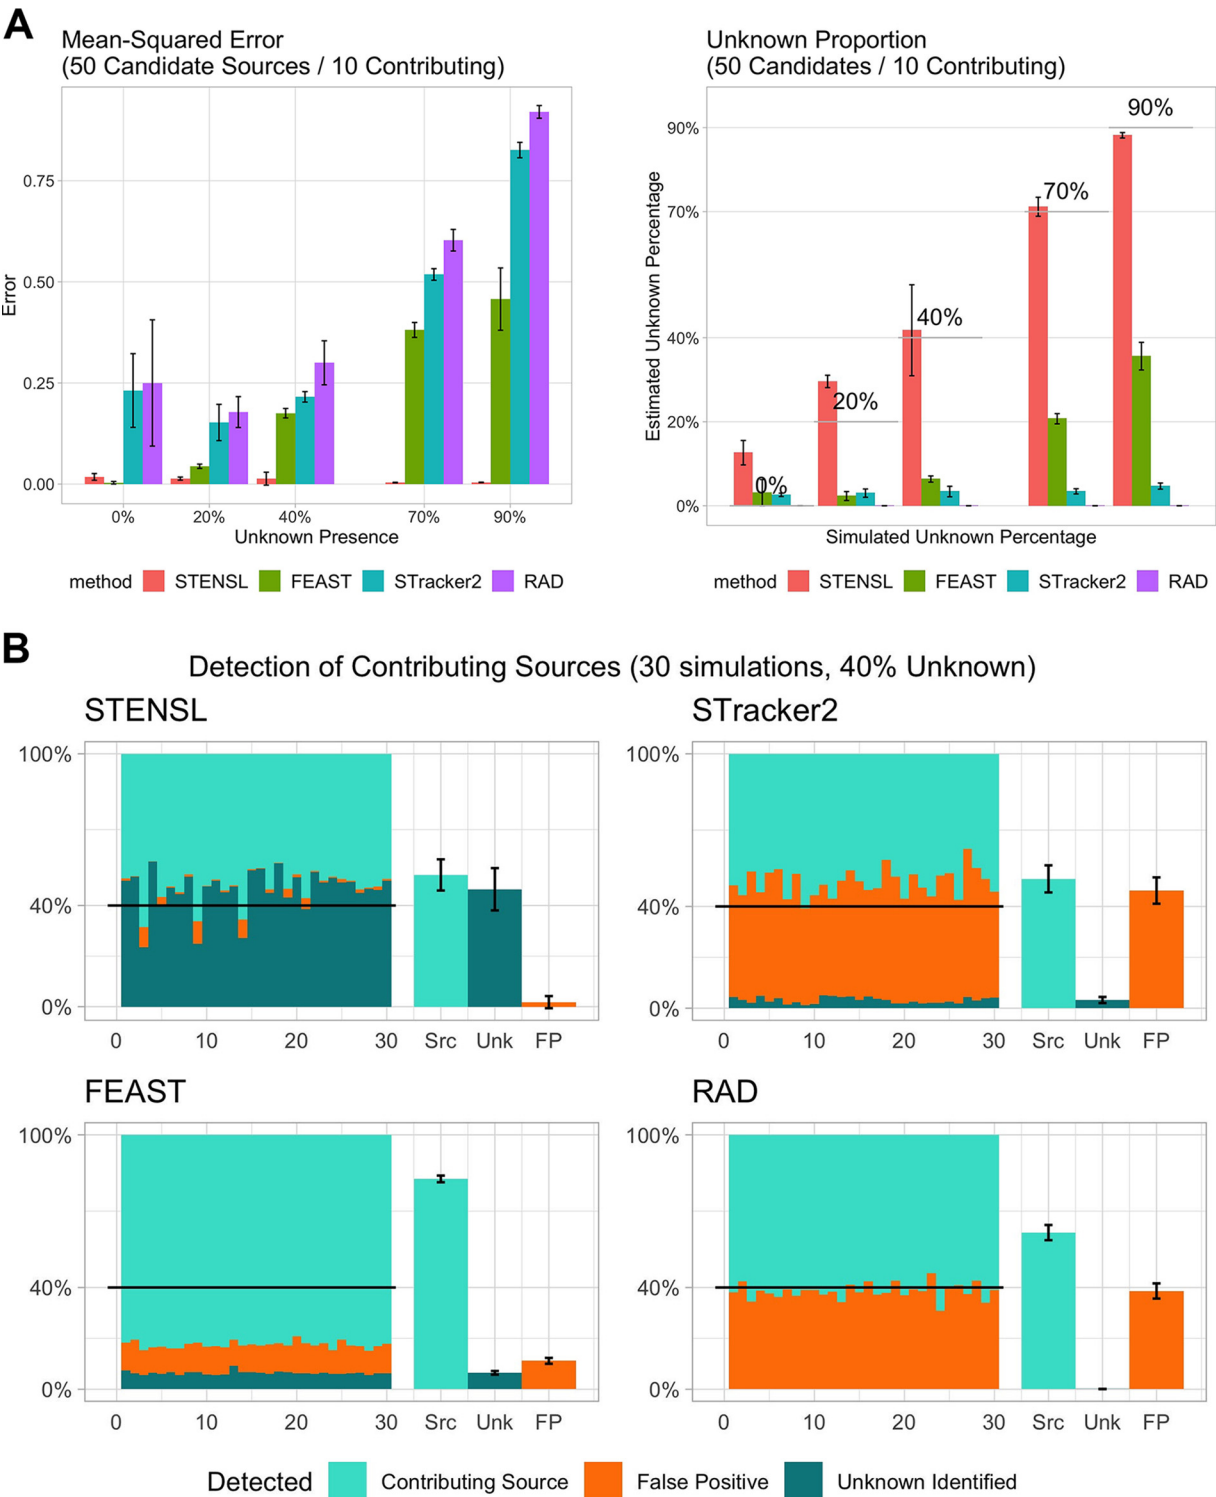 A
Mean-Squared Error
(50 Candidate Sources / 10 Contributing)
Error
0.75
0.50
0.25
0.00
0% 20% 40% 70% 90%
Unknown Presence
method STENSL FEAST STracker2 RAD
Unknown Proportion
(50 Candidates / 10 Contributing)
Estimated Unknown Percentage
90%
70%
40%
20%
0%
0%
20%
40%
70%
90%
Simulated Unknown Percentage
method STENSL FEAST STracker2 RAD
B
Detection of Contributing Sources (30 simulations, 40% Unknown)
STENSL
100%
40%
0%
0 10 20 30 Src Unk FP
STracker2
100%
40%
0%
0 10 20 30 Src Unk FP
FEAST
100%
40%
0%
0 10 20 30 Src Unk FP
RAD
100%
40%
0%
0 10 20 30 Src Unk FP
Detected Contributing Source False Positive Unknown Identified